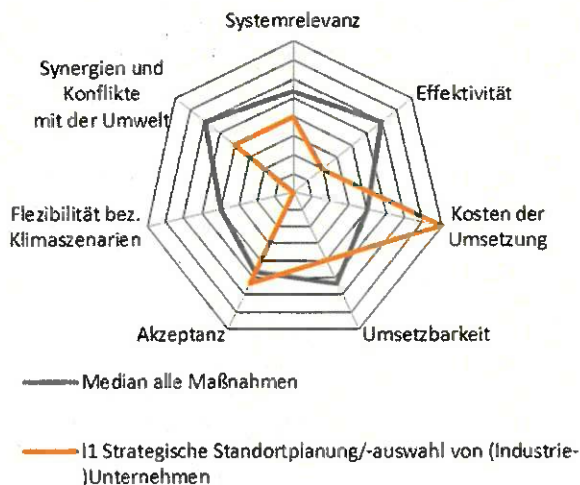 Systemrelevanz
Synergien und
Konflikte
mit der Umwelt
Effektivität
Flezibilität bez.
Klimaszenarien
Kosten der
Umsetzung
Akzeptanz
Umsetzbarkeit
Median alle Maßnahmen
I1 Strategische Standortplanung/-auswahl von (Industrie-
)Unternehmen